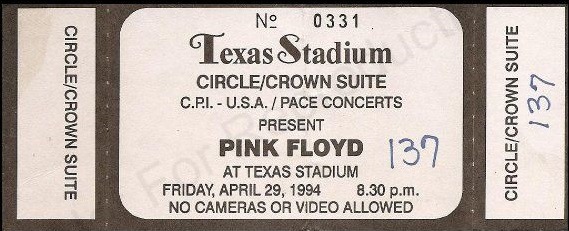 CIRCLE/CROWN SUITE
Nº 0331
Texas Stadium
CIRCLE/CROWN SUITE
C.P.I. - U.S.A. / PACE CONCERTS
PRESENT
PINK FLOYD 137
AT TEXAS STADIUM
FRIDAY, APRIL 29, 1994 8.30 p.m.
NO CAMERAS OR VIDEO ALLOWED
CIRCLE/CROWN SUITE
137